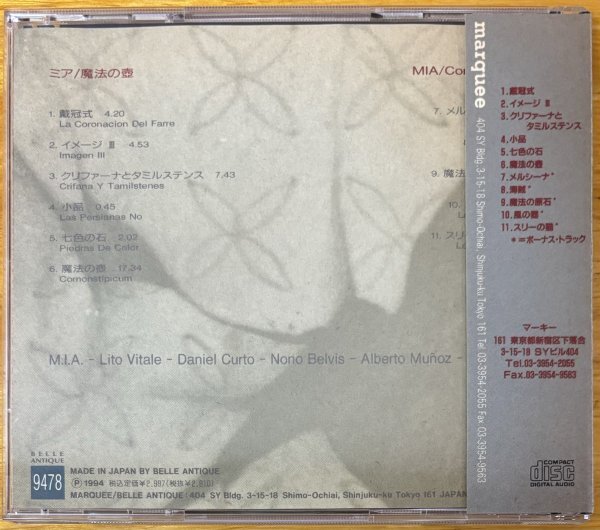 ミア/魔法の壺
MIA/Cor
1. 戴冠式 4.20
La Coronacion Del Farre
2. イメージ Ⅲ 4.53
Imagen III
3. クリファーナとタミルステンス 7.43
Crifana Y Tamilstenes
4. 小品 0.45
Las Persianas No
5. 七色の石 2.02
Piedras De Color
6. 魔法の壺 17.34
Cornonstipicum
7. メル
9. 魔法
11. スリ
M.I.A. - Lito Vitale - Daniel Curto - Nono Belvis - Alberto Muñoz -
BELLE
ANTIQUE
9478
MADE IN JAPAN BY BELLE ANTIQUE
Ⓟ 1994 税込定価¥2,987(税抜¥2,810)
MARQUEE/BELLE ANTIQUE:404 SY Bldg. 3-15-18 Shimo-Ochiai, Shinjuku-ku Tokyo 161 JAPAN
marquee 404 SY Bldg. 3-15-18 Shimo-Ochiai, Shinjuku-ku Tokyo 161 Tel. 03-3954-2055 Fax 03-3954-9563
1. 戴冠式
2. イメージ Ⅲ
3. クリファーナと
タミルステンス
4. 小品
5. 七色の石
6. 魔法の壺
7. メルシーナ*
8. 海賊*
9. 魔法の原石*
10. 風の郷*
11. スリーの猫*
*=ボーナス・トラック
マーキー
161 東京都新宿区下落合
3-15-18 SYビル404
Tel.03-3954-2055
Fax.03-3954-9563
COMPACT
disc
DIGITAL AUDIO